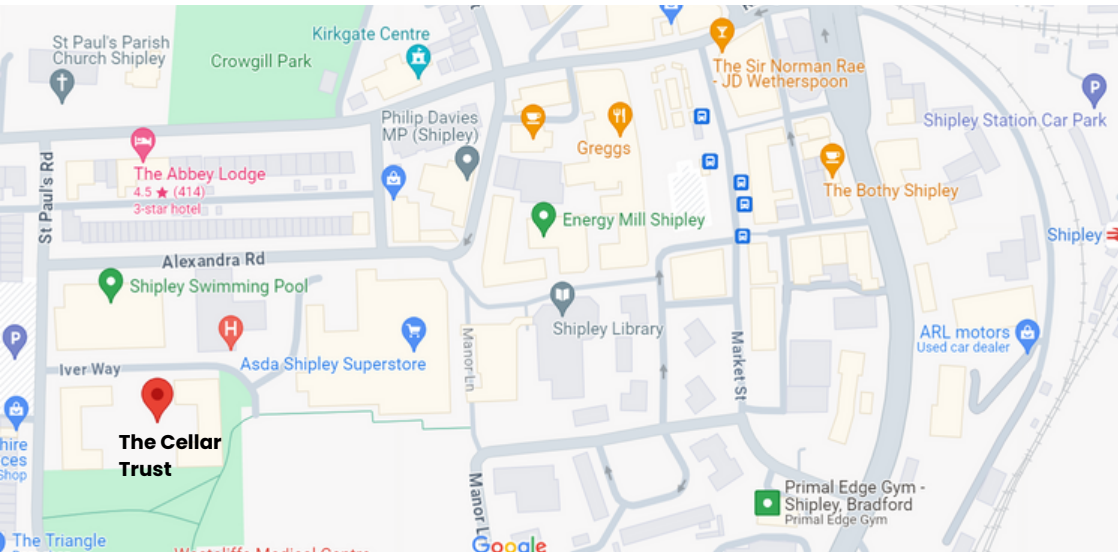 St Paul's Parish
Church Shipley
Crowgill Park
Kirkgate Centre
The Sir Norman Rae
- JD Wetherspoon
P
Shipley Station Car Park
Philip Davies
MP (Shipley)
Greggs
The Abbey Lodge
4.5 ★ (414)
3-star hotel
St Paul's Rd
The Bothy Shipley
Energy Mill Shipley
Shipley
Alexandra Rd
Shipley Swimming Pool
H
Shipley Library
P
ARL motors
Used car dealer
Asda Shipley Superstore
Manor Ln
Market St
Iver Way
The Cellar
Trust
hire
ces
Shop
Manor L
Primal Edge Gym -
Shipley, Bradford
Primal Edge Gym
The Triangle
Google